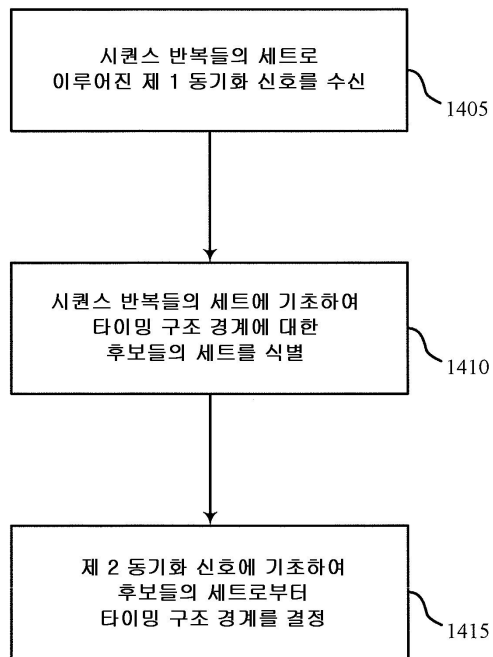 시퀀스 반복들의 세트로
이루어진 제 1 동기화 신호를 수신
1405
시퀀스 반복들의 세트에 기초하여
타이밍 구조 경계에 대한
후보들의 세트를 식별
1410
제 2 동기화 신호에 기초하여
후보들의 세트로부터
타이밍 구조 경계를 결정
1415